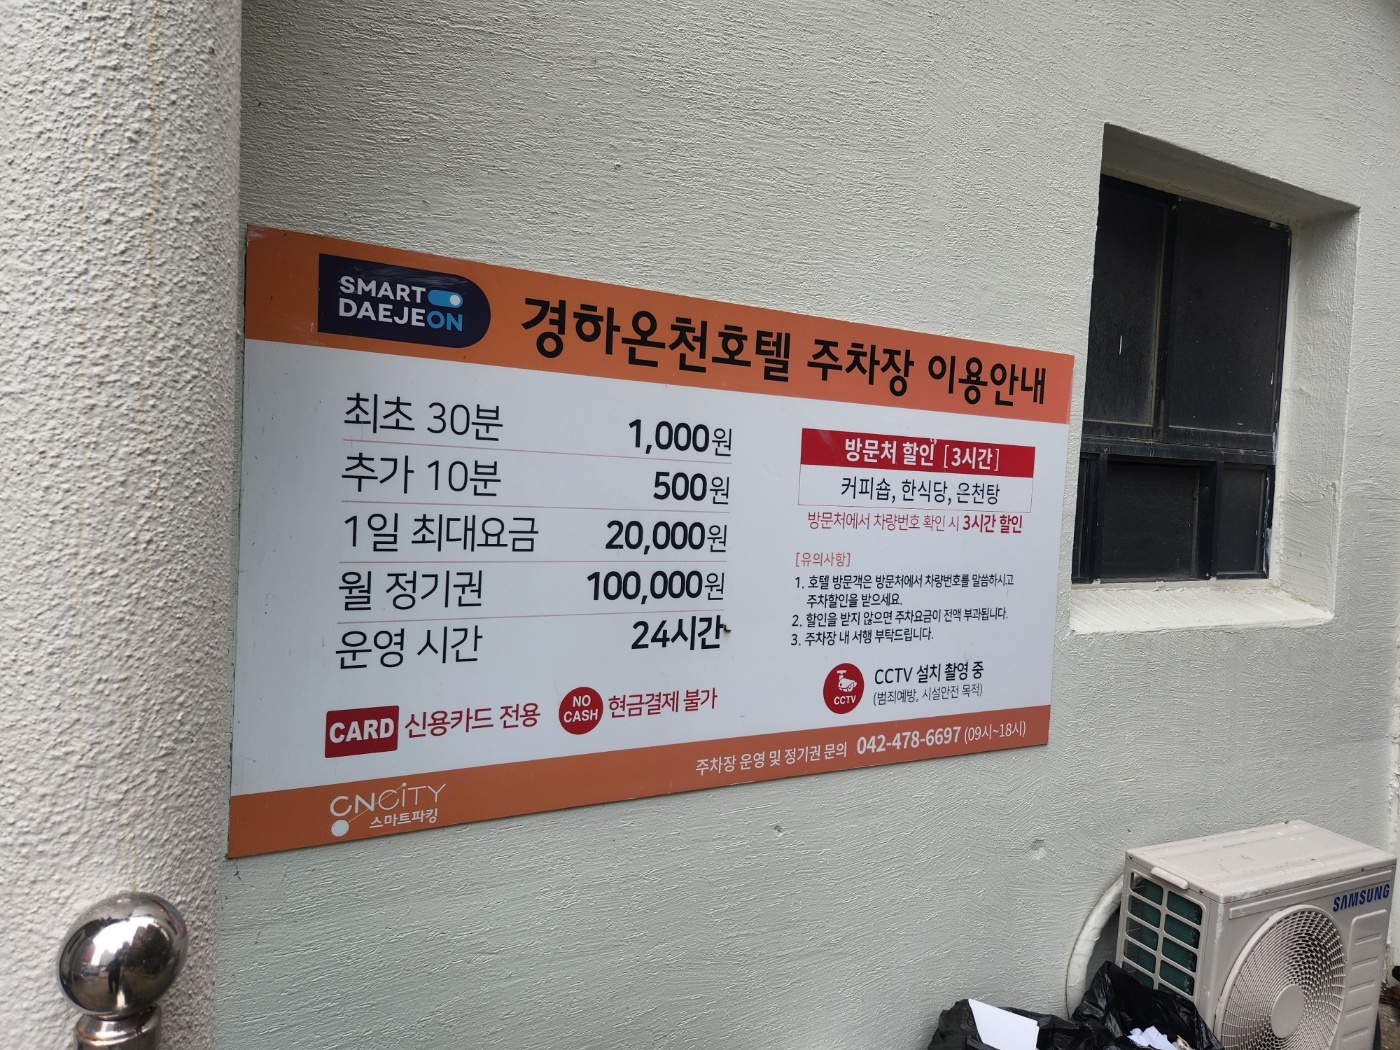 SMART
DAEJEON
경하온천호텔 주차장 이용안내
최초 30분 1,000원
추가 10분 500원
1일 최대요금 20,000원
월 정기권 100,000원
운영 시간 24시간
CARD 신용카드 전용
NO
CASH
현금결제 불가
방문처 할인 [3시간]
커피숍, 한식당, 온천탕
방문처에서 차량번호 확인 시 3시간 할인
[유의사항]
1. 호텔 방문객은 방문처에서 차량번호를 말씀하시고
주차할인을 받으세요.
2. 할인을 받지 않으면 주차요금이 전액 부과됩니다.
3. 주차장 내 서행 부탁드립니다.
CCTV
CCTV 설치 촬영 중
(범죄예방, 시설안전 목적)
주차장 운영 및 정기권 문의 042-478-6697 (09시~18시)
CNCITY
스마트파킹
SAMSUNG